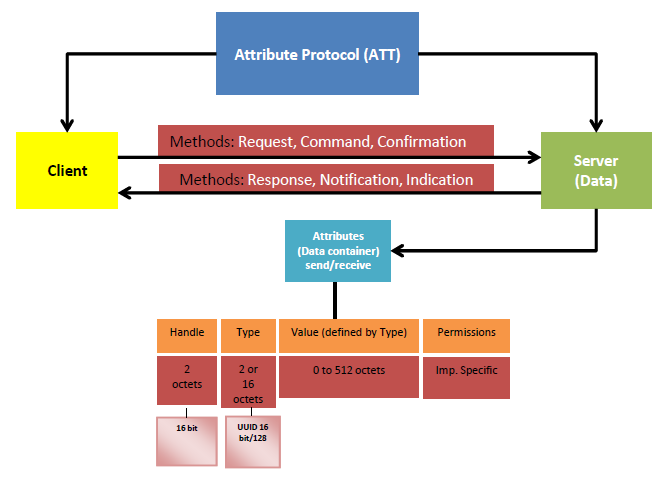 Attribute Protocol (ATT)
Methods: Request, Command, Confirmation
Client
Server
(Data)
Methods: Response, Notification, Indication
Attributes
(Data container)
send/receive
Handle
Type
Value (defined by Type)
Permissions
2
octets
2 or
16
octets
0 to 512 octets
Imp. Specific
16 bit
UUID 16
bit/128